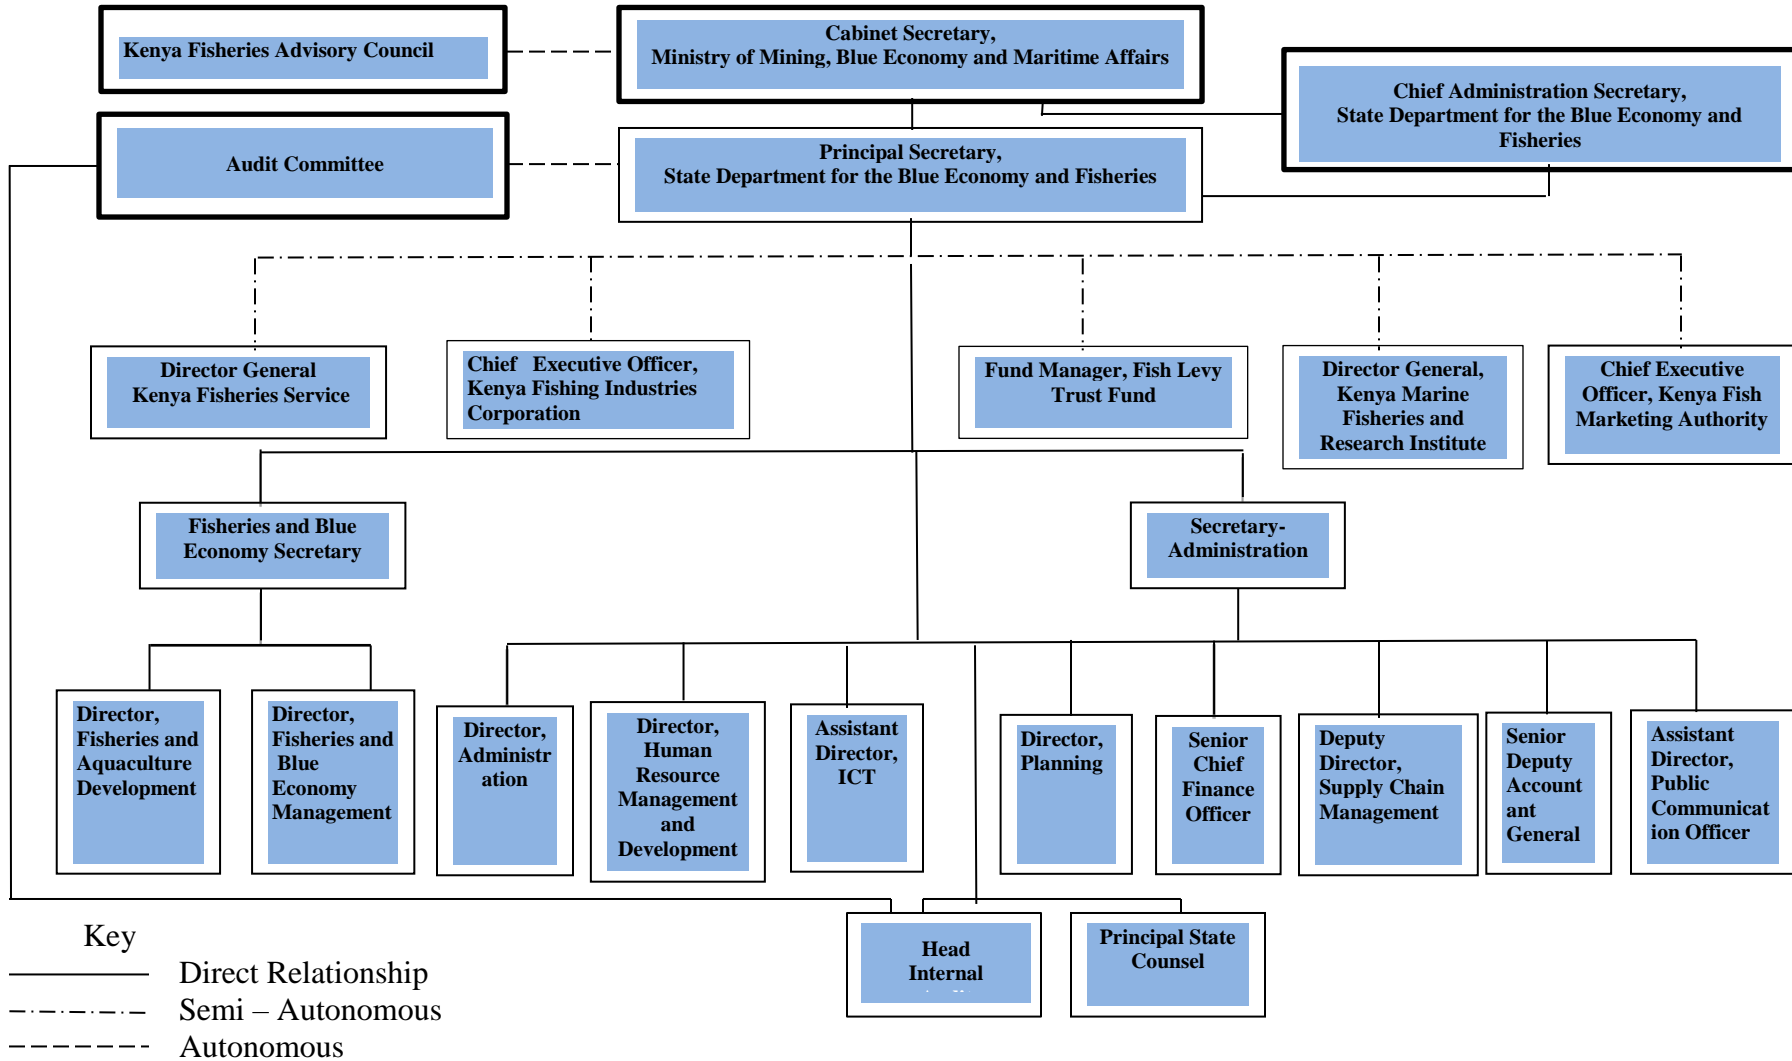 Kenya Fisheries Advisory Council
Cabinet Secretary,
Ministry of Mining, Blue Economy and Maritime Affairs
Chief Administration Secretary,
State Department for the Blue Economy and
Fisheries
Audit Committee
Principal Secretary,
State Department for the Blue Economy and Fisheries
Director General
Kenya Fisheries Service
Chief Executive Officer,
Kenya Fishing Industries
Corporation
Fund Manager, Fish Levy
Trust Fund
Director General,
Kenya Marine
Fisheries and
Research Institute
Chief Executive
Officer, Kenya Fish
Marketing Authority
Fisheries and Blue
Economy Secretary
Secretary-
Administration
Director,
Fisheries and
Aquaculture
Development
Director,
Fisheries and
Blue
Economy
Management
Director,
Administr
ation
Director,
Human
Resource
Management
and
Development
Assistant
Director,
ICT
Director,
Planning
Senior
Chief
Finance
Officer
Deputy
Director,
Supply Chain
Management
Senior
Deputy
Account
ant
General
Assistant
Director,
Public
Communicat
ion Officer
Head
Internal
Principal State
Counsel
Key
Direct Relationship
Semi – Autonomous
Autonomous